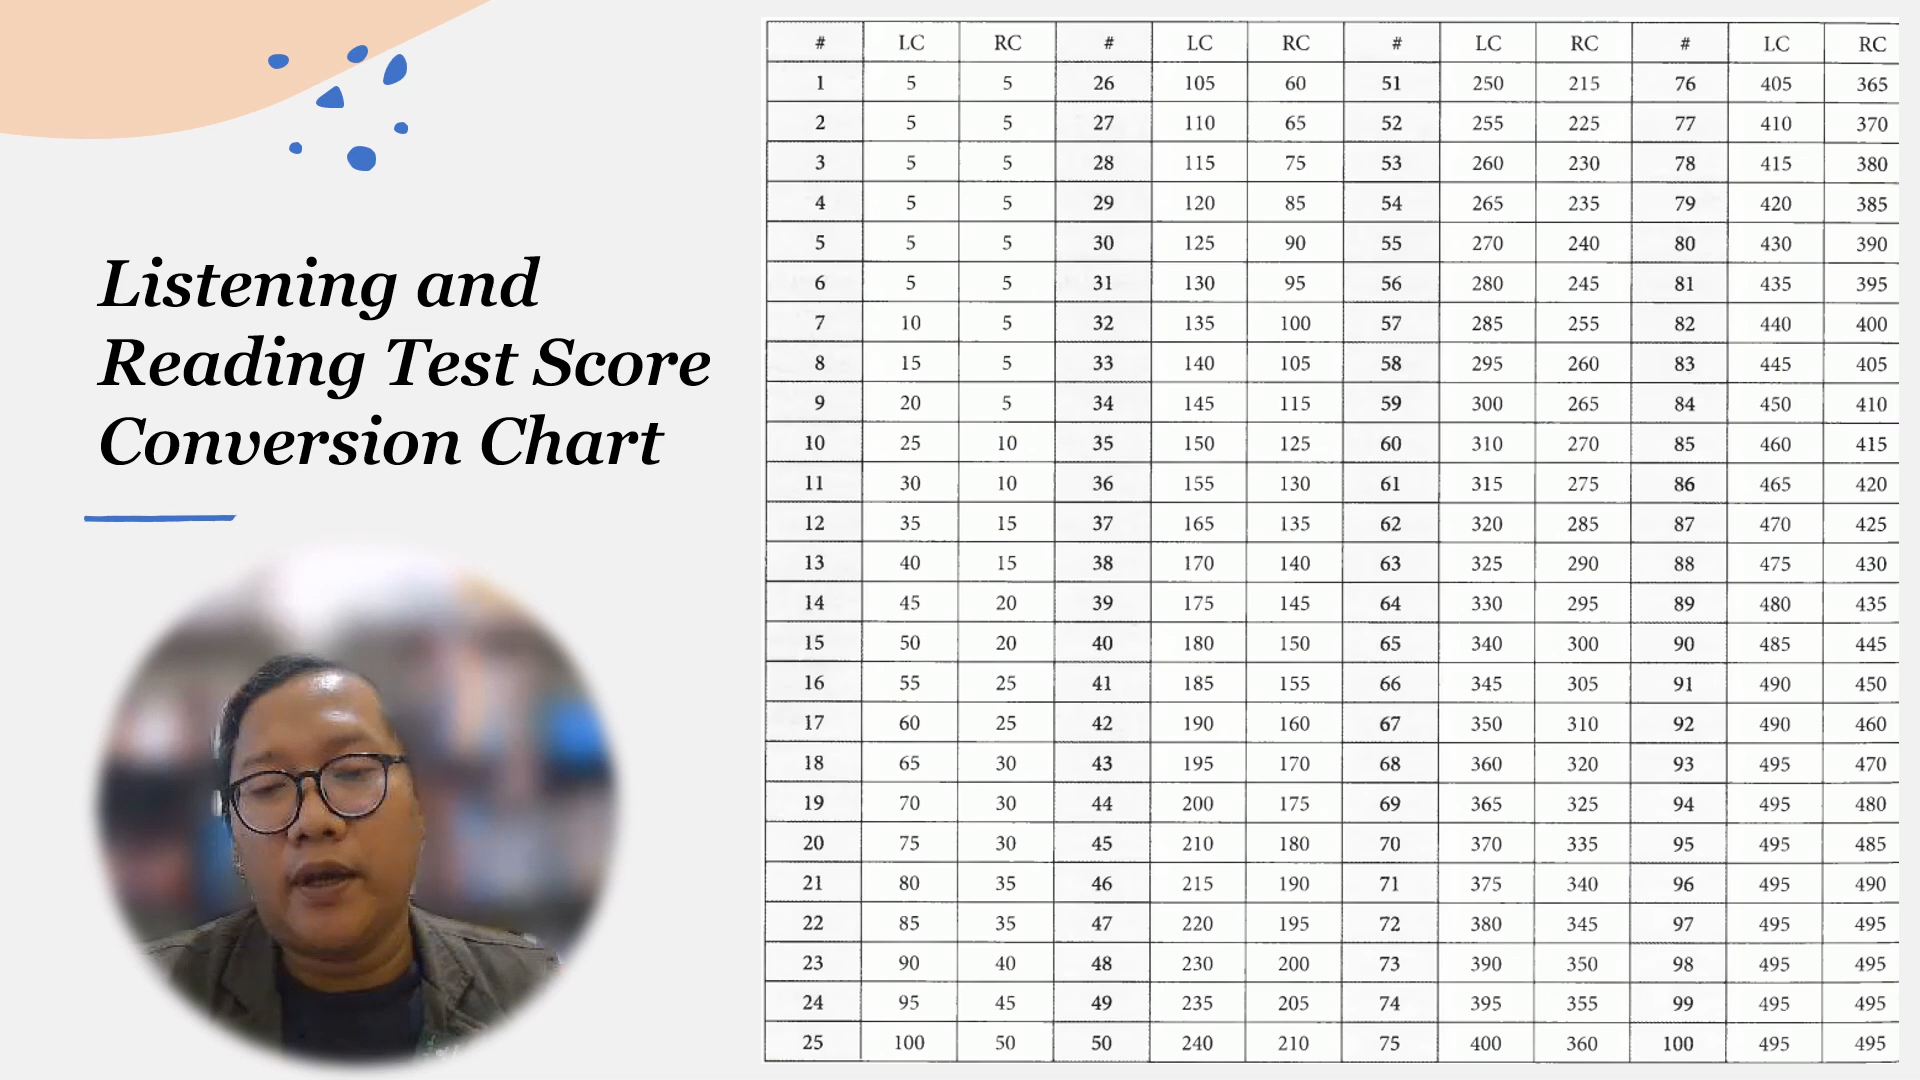 Listening and
Reading Test Score
Conversion Chart
# LC RC # LC RC # LC RC # LC RC
1 5 5 26 105 60 51 250 215 76 405 365
2 5 5 27 110 65 52 255 225 77 410 370
3 5 5 28 115 75 53 260 230 78 415 380
4 5 5 29 120 85 54 265 235 79 420 385
5 5 5 30 125 90 55 270 240 80 430 390
6 5 5 31 130 95 56 280 245 81 435 395
7 10 5 32 135 100 57 285 255 82 440 400
8 15 5 33 140 105 58 295 260 83 445 405
9 20 5 34 145 115 59 300 265 84 450 410
10 25 10 35 150 125 60 310 270 85 460 415
11 30 10 36 155 130 61 315 275 86 465 420
12 35 15 37 165 135 62 320 285 87 470 425
13 40 15 38 170 140 63 325 290 88 475 430
14 45 20 39 175 145 64 330 295 89 480 435
15 50 20 40 180 150 65 340 300 90 485 445
16 55 25 41 185 155 66 345 305 91 490 450
17 60 25 42 190 160 67 350 310 92 490 460
18 65 30 43 195 170 68 360 320 93 495 470
19 70 30 44 200 175 69 365 325 94 495 480
20 75 30 45 210 180 70 370 335 95 495 485
21 80 35 46 215 190 71 375 340 96 495 490
22 85 35 47 220 195 72 380 345 97 495 495
23 90 40 48 230 200 73 390 350 98 495 495
24 95 45 49 235 205 74 395 355 99 495 495
25 100 50 50 240 210 75 400 360 100 495 495